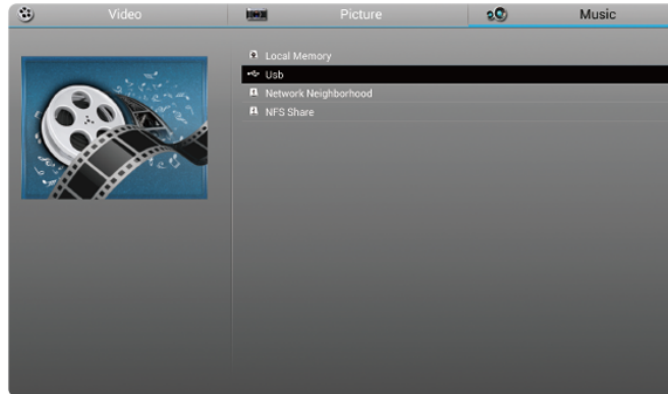 Video Picture Music
Local Memory
Usb
Network Neighborhood
NFS Share